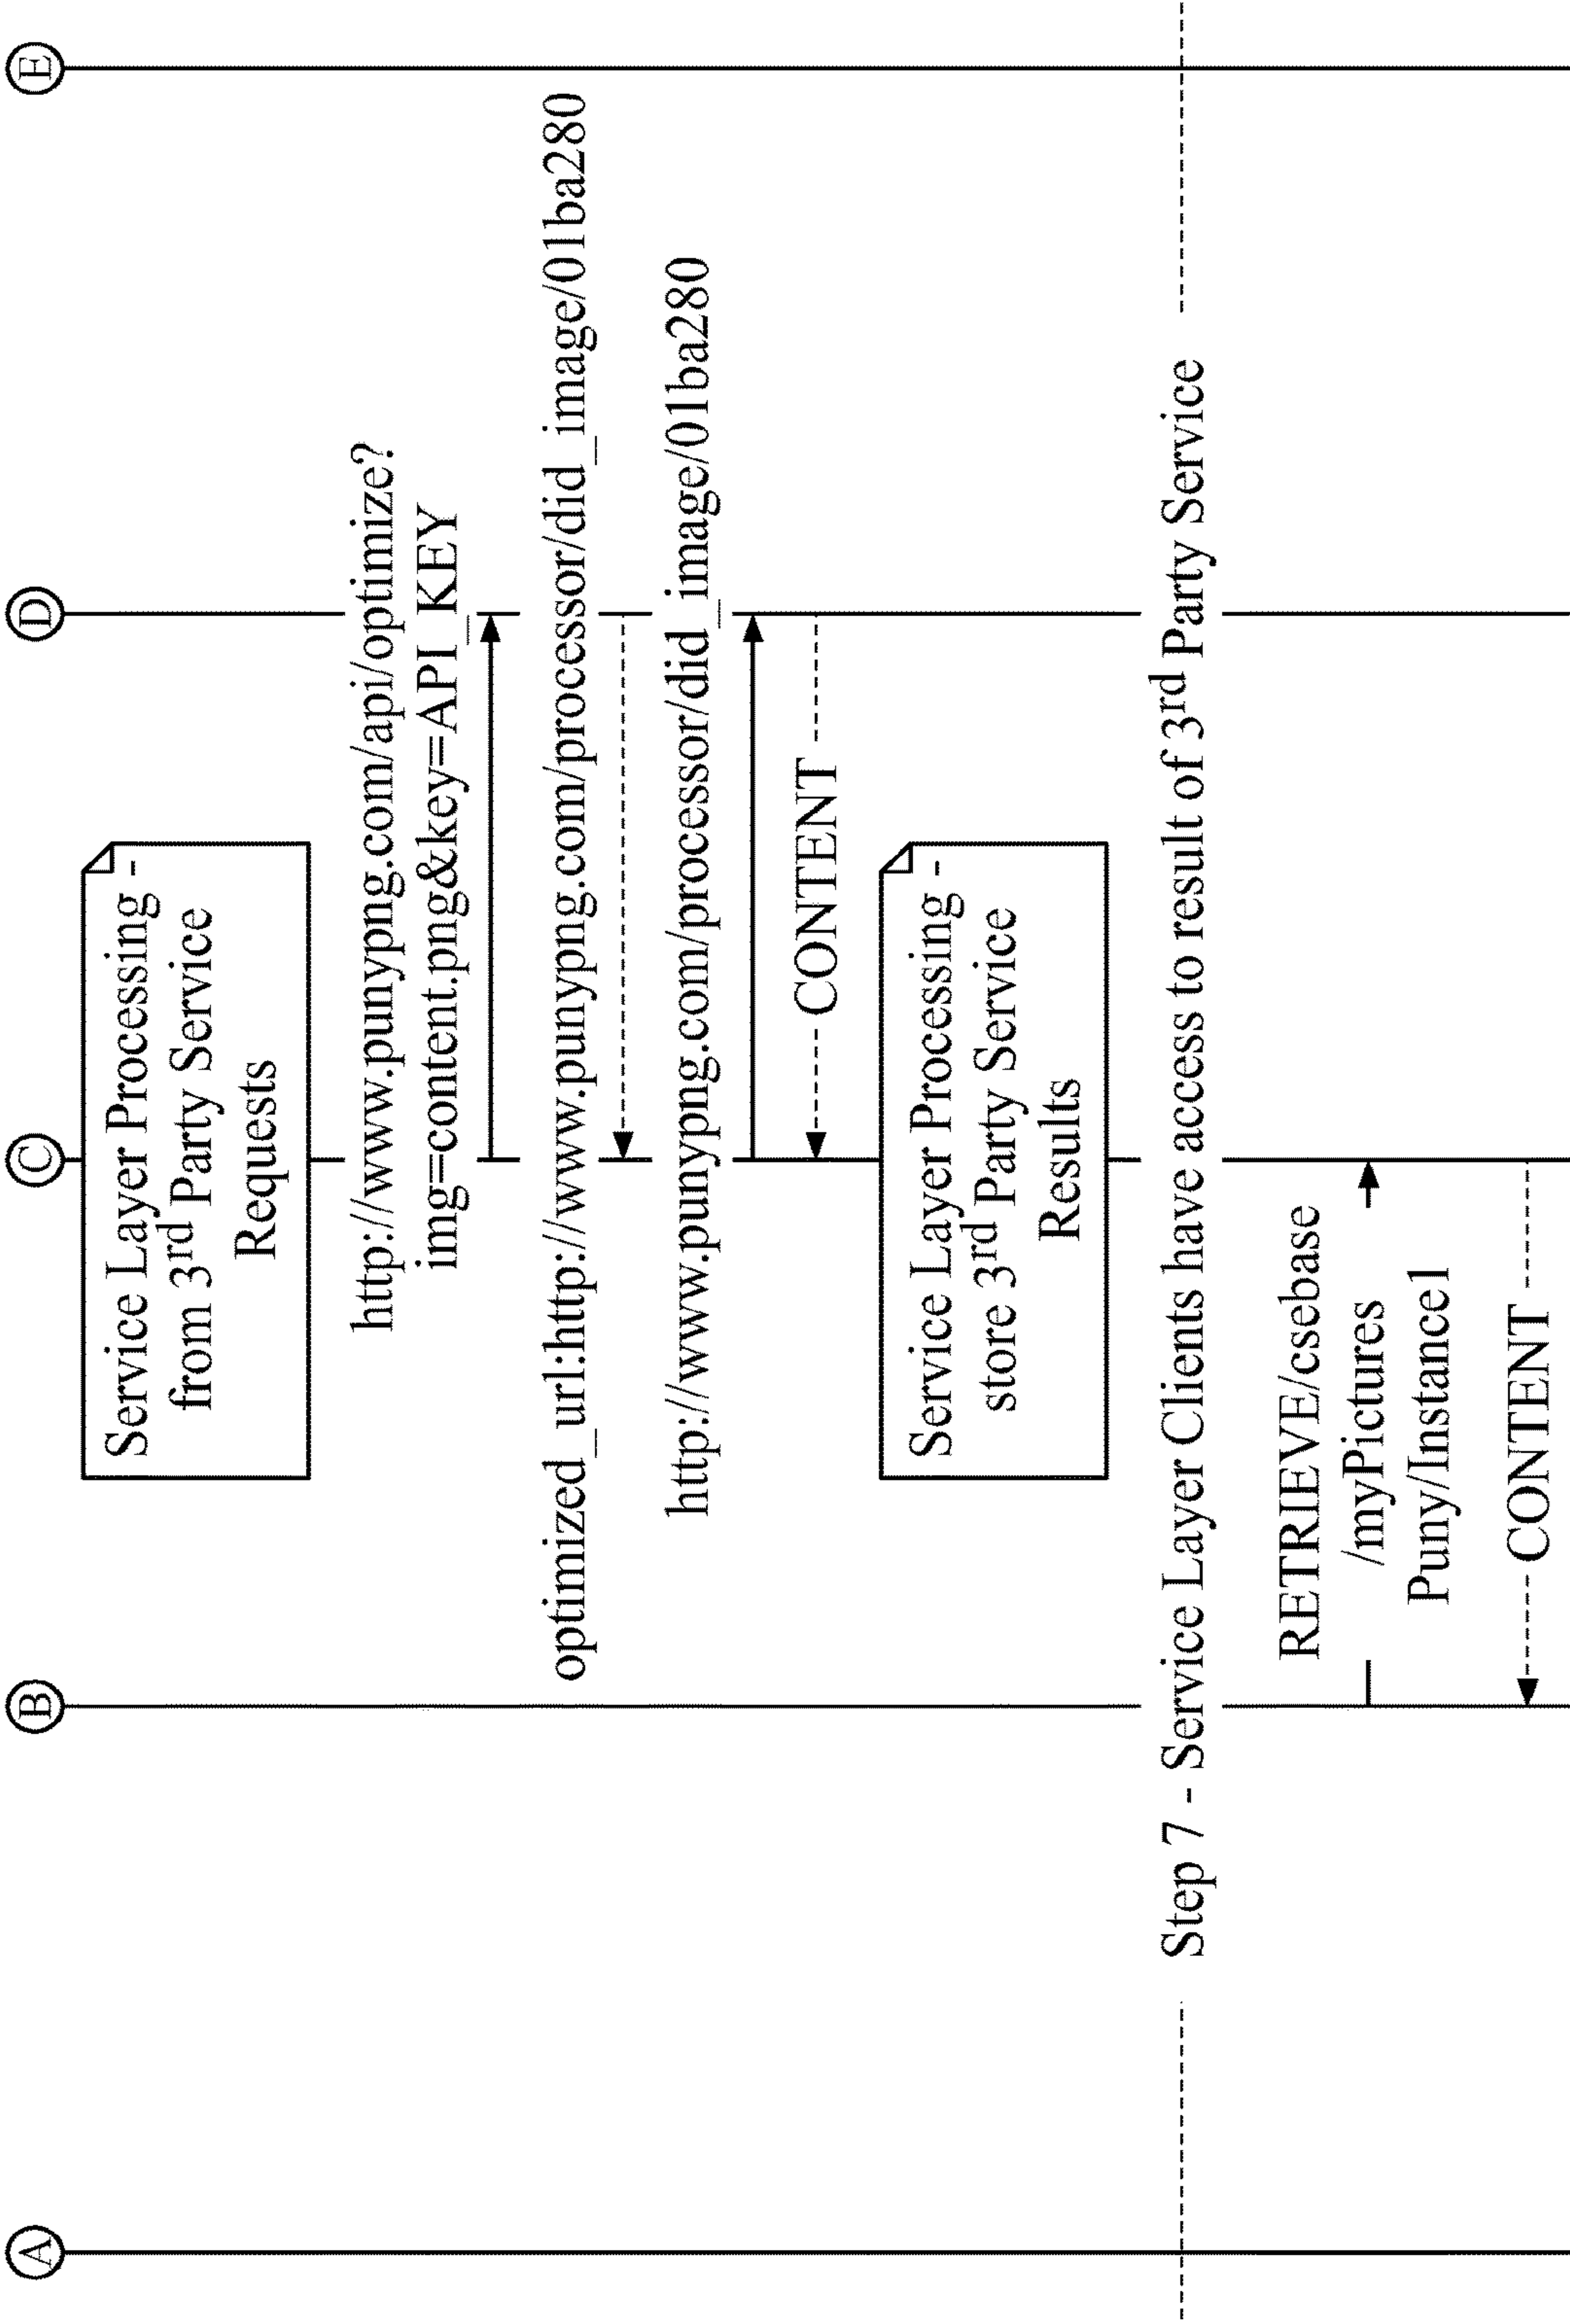 A
B
C
D
E
Service Layer Processing -
from 3rd Party Service
Requests
http://www.punypng.com/api/optimize?
img=content.png&key=API_KEY
optimized_url:http://www.punypng.com/processor/did_image/01ba280
http://www.punypng.com/processor/did_image/01ba280
CONTENT
Service Layer Processing -
store 3rd Party Service
Results
Step 7 - Service Layer Clients have access to result of 3rd Party Service
RETRIEVE/csebase
/myPictures
Puny/Instance1
CONTENT